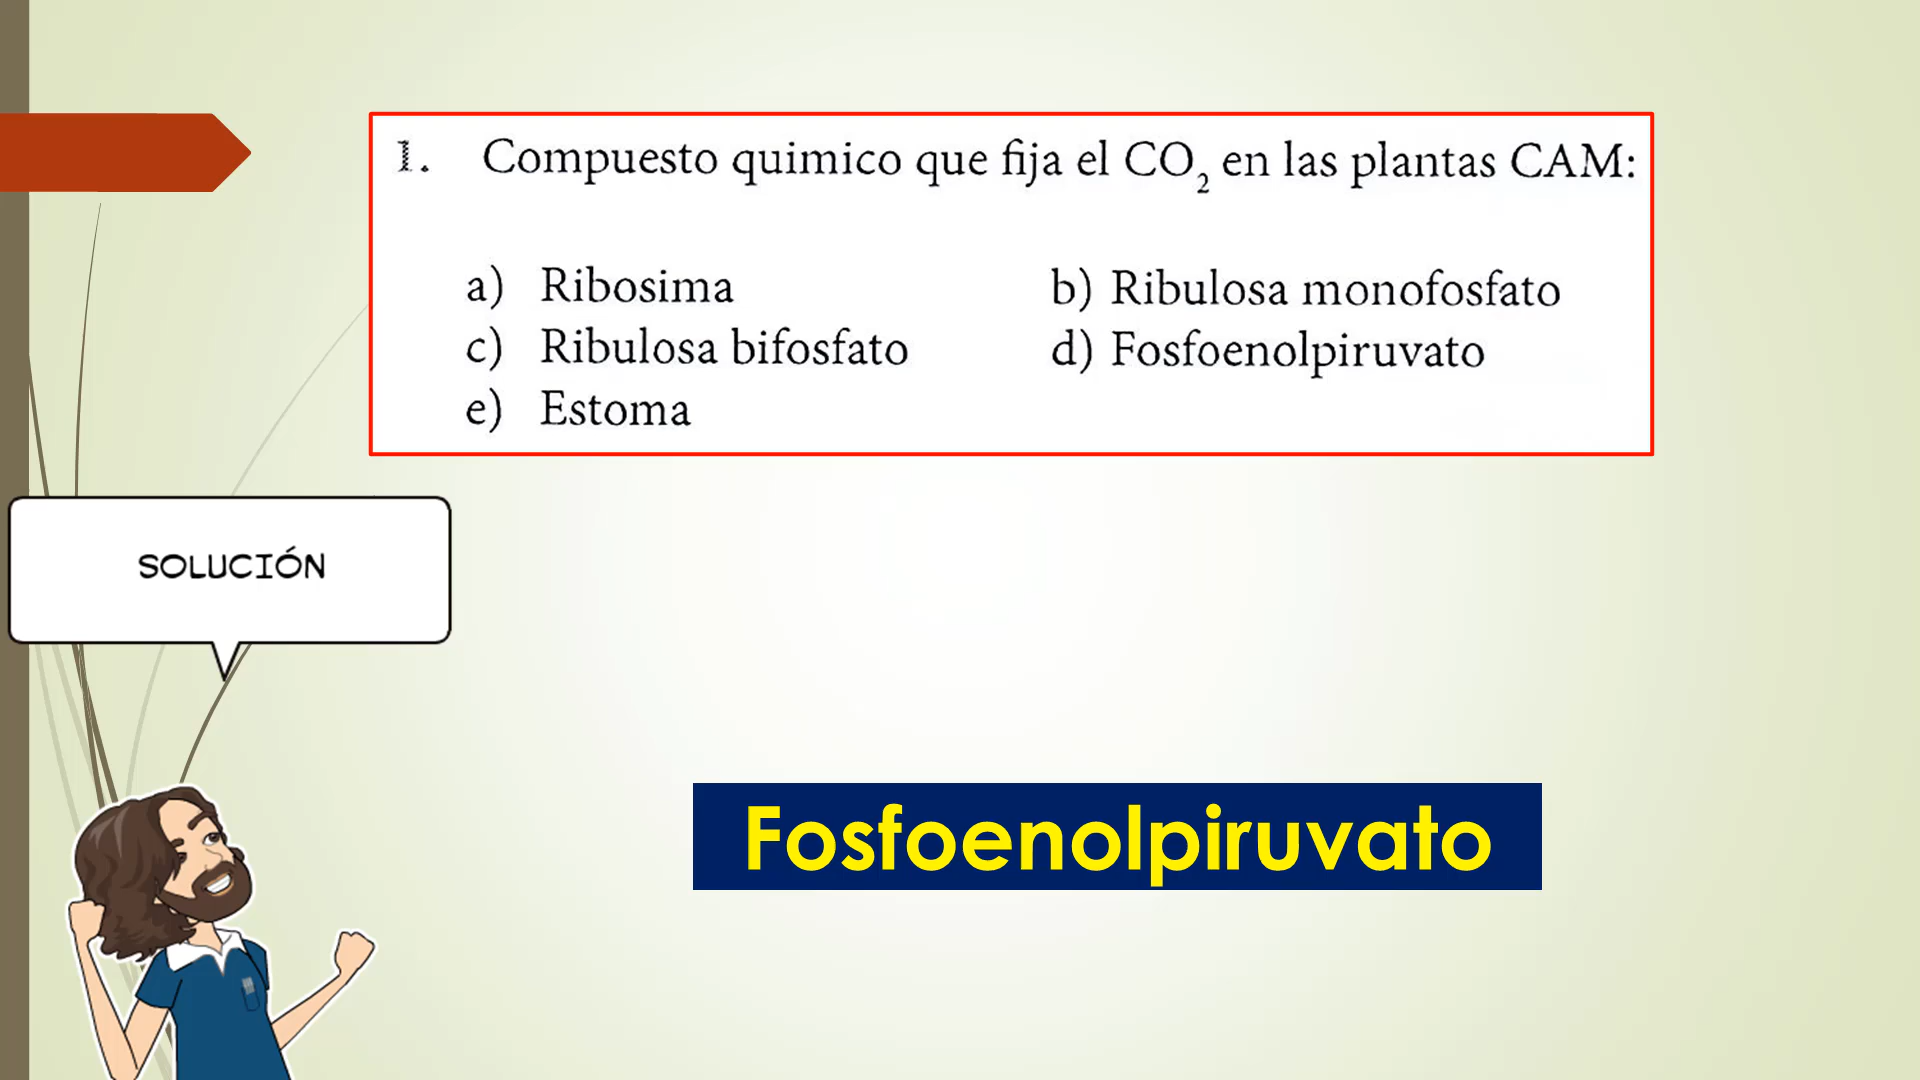 1. Compuesto quimico que fija el CO₂ en las plantas CAM:
a) Ribosima b) Ribulosa monofosfato
c) Ribulosa bifosfato d) Fosfoenolpiruvato
e) Estoma
SOLUCIÓN
Fosfoenolpiruvato